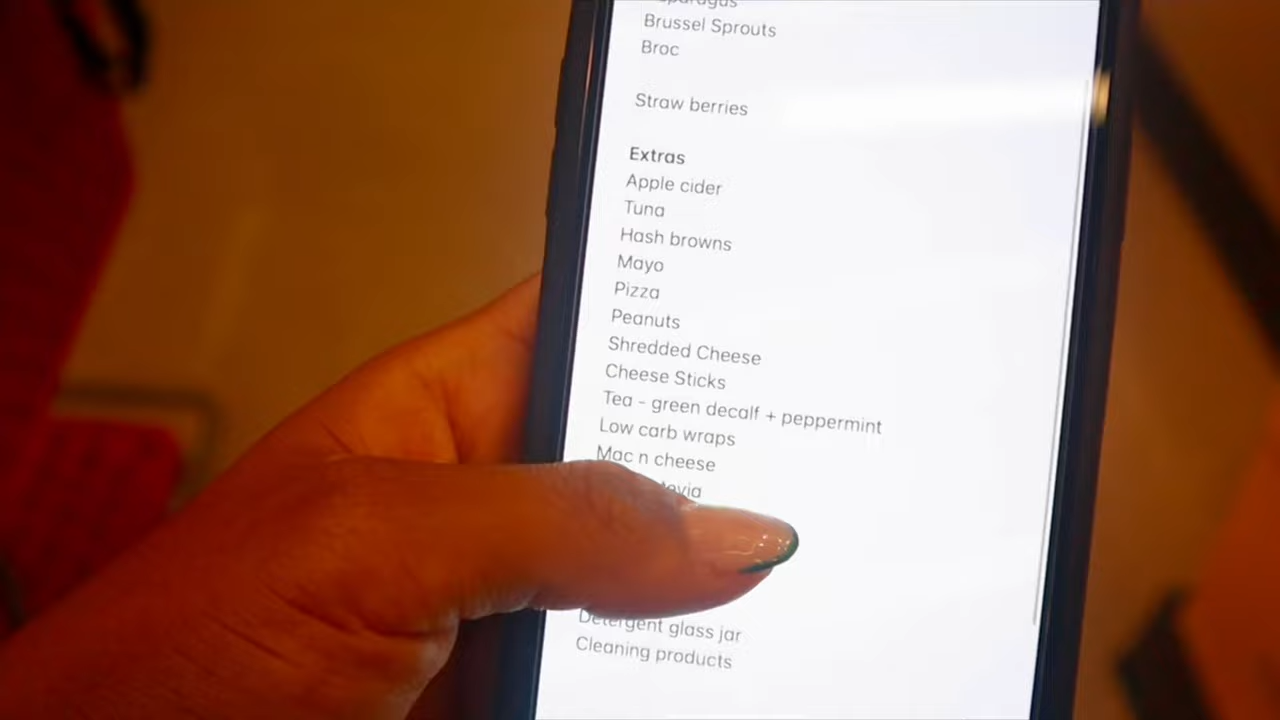 Brussel Sprouts
Broc
Straw berries
Extras
Apple cider
Tuna
Hash browns
Mayo
Pizza
Peanuts
Shredded Cheese
Cheese Sticks
Tea - green decalf + peppermint
Low carb wraps
Mac n cheese
Detergent glass jar
Cleaning products